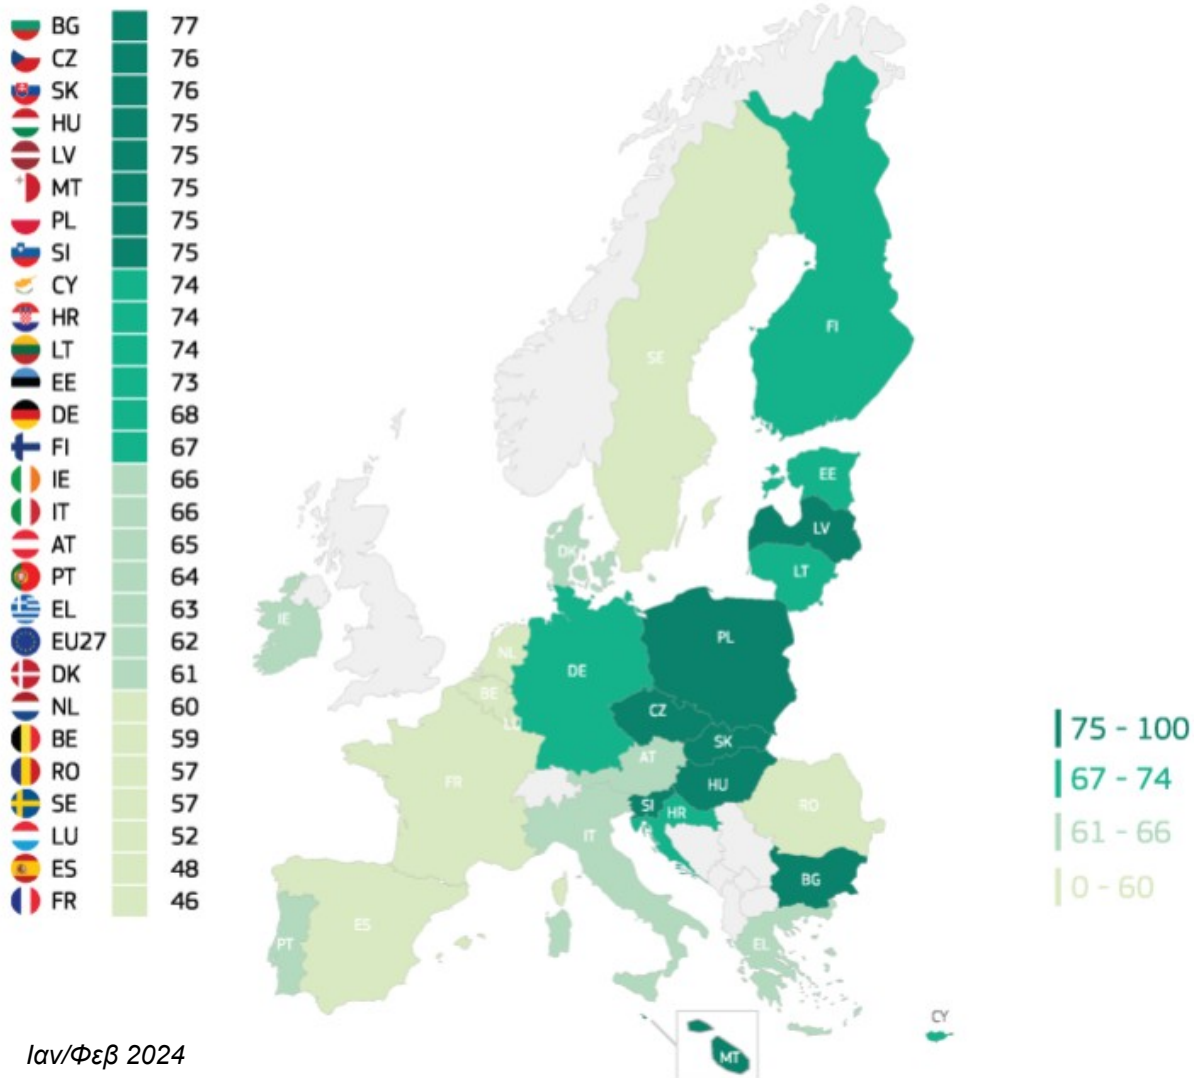 BG 77
CZ 76
SK 76
HU 75
LV 75
MT 75
PL 75
SI 75
CY 74
HR 74
LT 74
EE 73
DE 68
FI 67
IE 66
IT 66
AT 65
PT 64
EL 63
EU27 62
DK 61
NL 60
BE 59
RO 57
SE 57
LU 52
ES 48
FR 46
FI
SE
EE
LV
DK
LT
IE
PL
NL
DE
BE
CZ
LU
SK
AT
FR
HU
SI
RO
HR
IT
BG
ES
PT
EL
CY
MT
75 - 100
67 - 74
61 - 66
0 - 60
Ιαν/Φεβ 2024